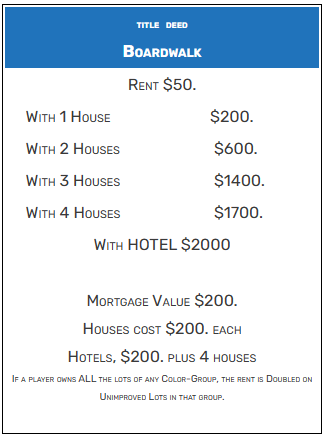 TITLE DEED
BOARDWALK
RENT $50.
WITH 1 HOUSE $200.
WITH 2 HOUSES $600.
WITH 3 HOUSES $1400.
WITH 4 HOUSES $1700.
WITH HOTEL $2000
MORTGAGE VALUE $200.
HOUSES COST $200. EACH
HOTELS, $200. PLUS 4 HOUSES
IF A PLAYER OWNS ALL THE LOTS OF ANY COLOR-GROUP, THE RENT IS DOUBLED ON
UNIMPROVED LOTS IN THAT GROUP.